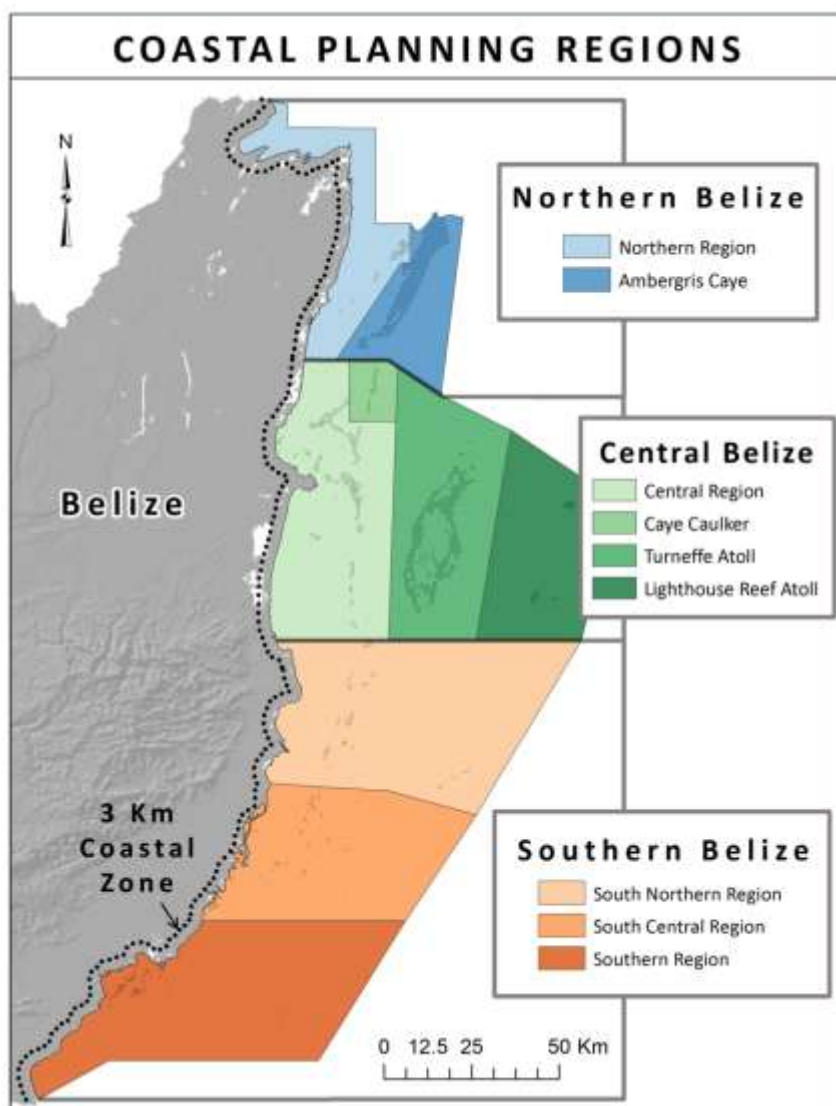 COASTAL PLANNING REGIONS
N
Northern Belize
Northern Region
Ambergris Caye
Central Belize
Central Region
Caye Caulker
Turneffe Atoll
Lighthouse Reef Atoll
Belize
3 Km
Coastal
Zone
Southern Belize
South Northern Region
South Central Region
Southern Region
0 12.5 25 50 Km